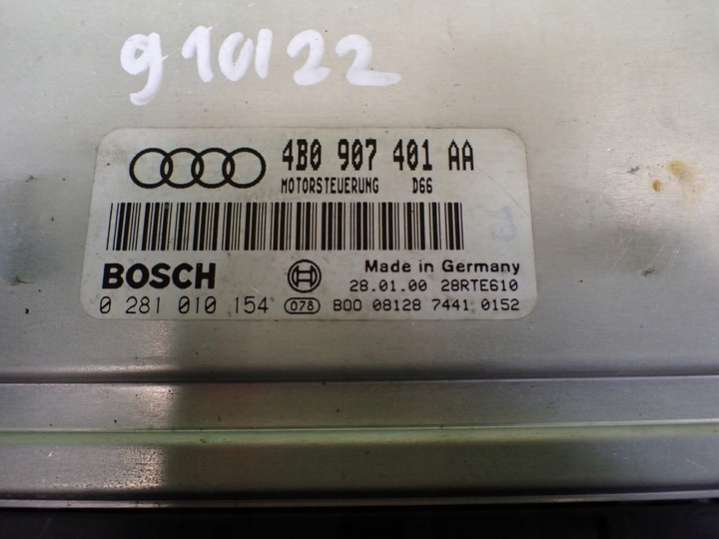 910122
4B0 907 401 AA
MOTORSTEUERUNG D66
BOSCH
Made in Germany
28.01.00 28RTE610
0 281 010 154 078 B00 08128 7441 0152